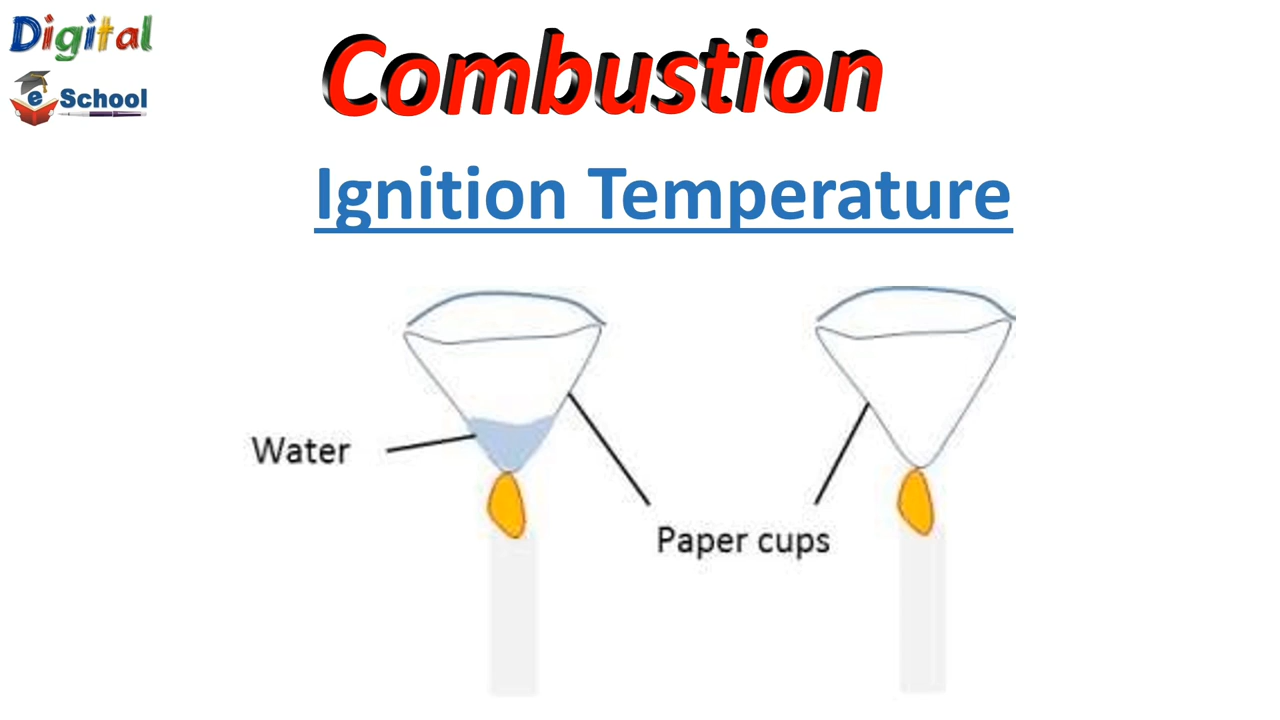 Digital
e School
Combustion
Ignition Temperature
Water
Paper cups